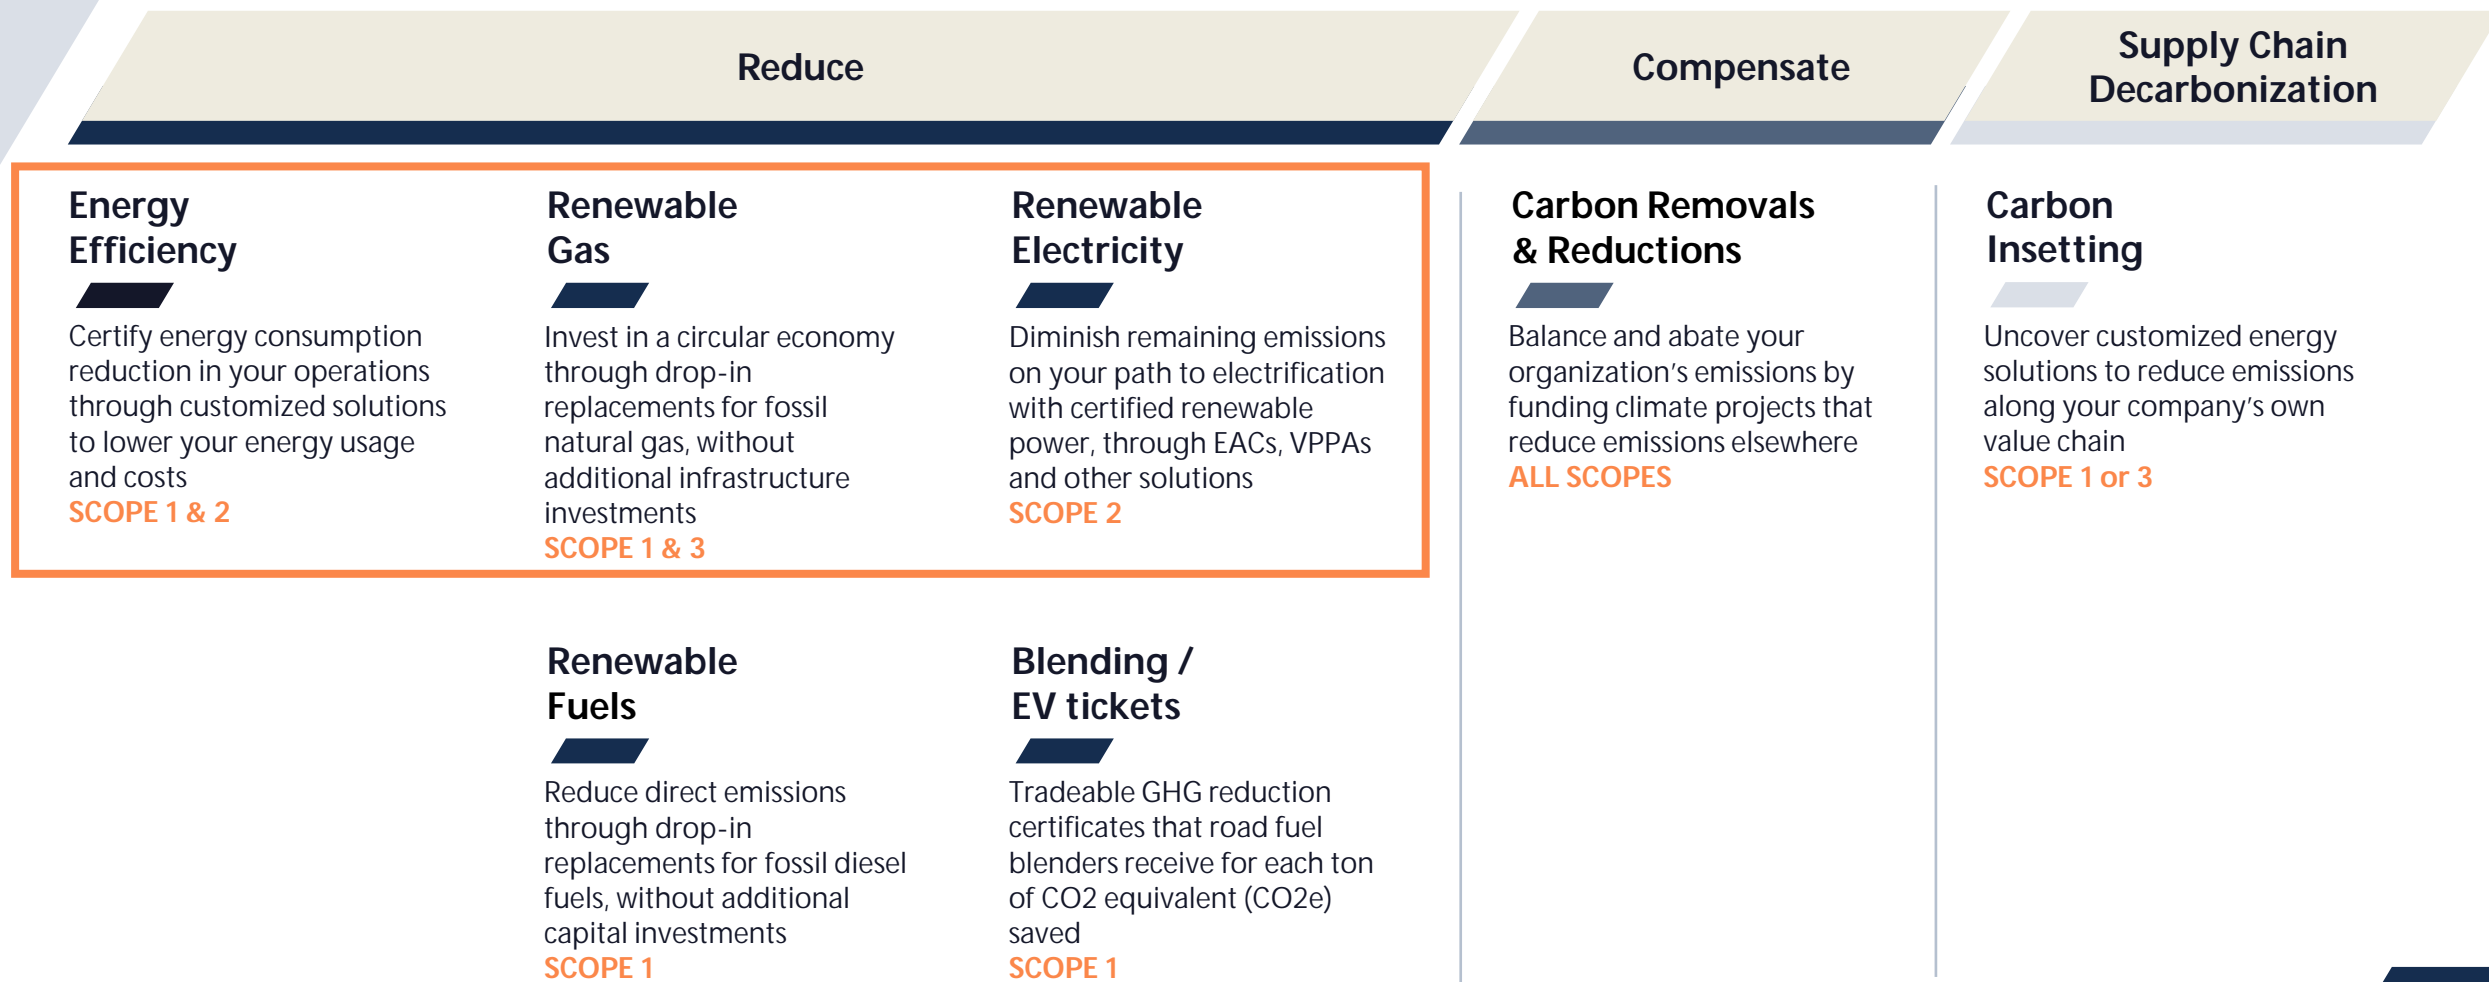 Reduce
Compensate
Supply Chain
Decarbonization
Energy
Efficiency
Certify energy consumption
reduction in your operations
through customized solutions
to lower your energy usage
and costs
SCOPE 1 & 2
Renewable
Gas
Invest in a circular economy
through drop-in
replacements for fossil
natural gas, without
additional infrastructure
investments
SCOPE 1 & 3
Renewable
Electricity
Diminish remaining emissions
on your path to electrification
with certified renewable
power, through EACs, VPPAs
and other solutions
SCOPE 2
Carbon Removals
& Reductions
Balance and abate your
organization's emissions by
funding climate projects that
reduce emissions elsewhere
ALL SCOPES
Carbon
Insetting
Uncover customized energy
solutions to reduce emissions
along your company's own
value chain
SCOPE 1 or 3
Renewable
Fuels
Reduce direct emissions
through drop-in
replacements for fossil diesel
fuels, without additional
capital investments
SCOPE 1
Blending /
EV tickets
Tradeable GHG reduction
certificates that road fuel
blenders receive for each ton
of CO2 equivalent (CO2e)
saved
SCOPE 1